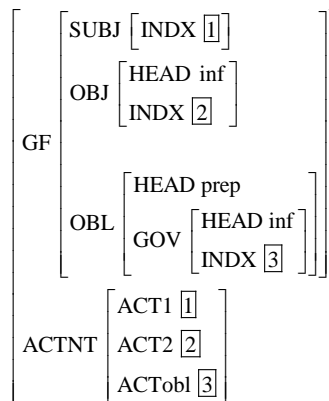 SUBJ [INDX 1]
HEAD inf
OBJ
INDX 2
GF
HEAD prep
OBL
HEAD inf
GOV
INDX 3
ACT1 1
ACTNT ACT2 2
ACTobl 3